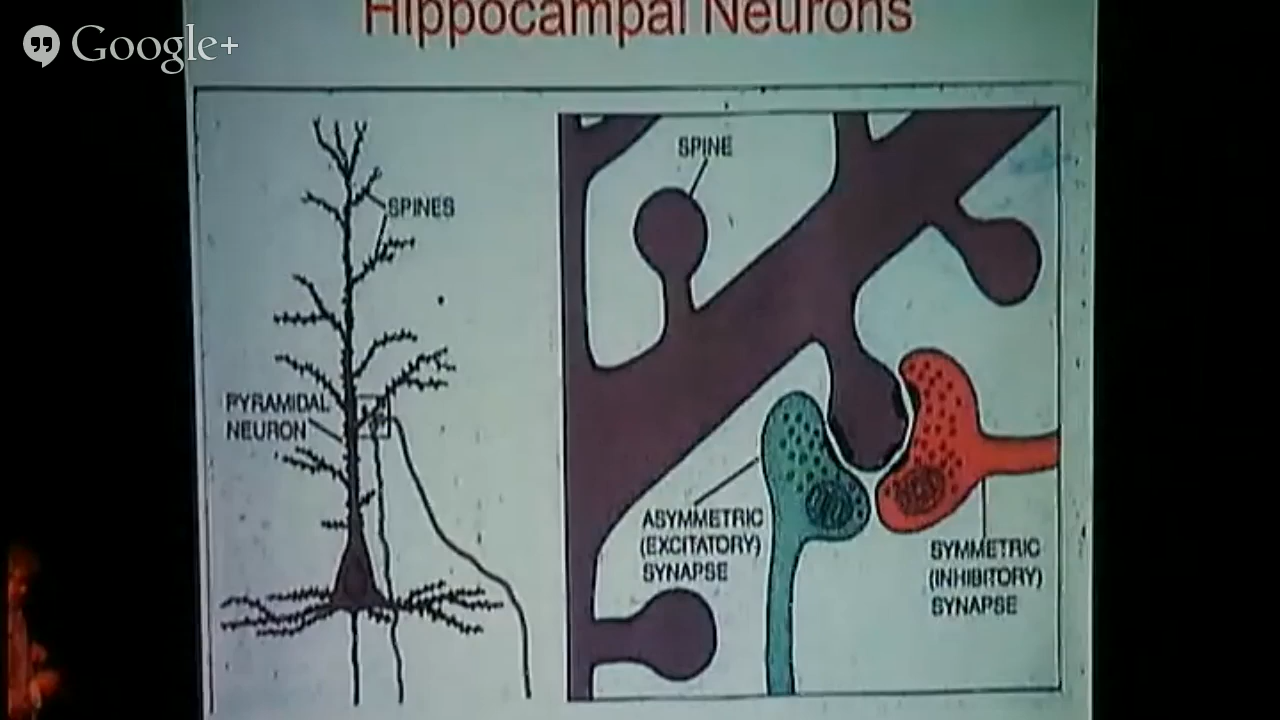 Google+
Hippocampal Neurons
SPINES
PYRAMIDAL
NEURON
SPINE
ASYMMETRIC
(EXCITATORY)
SYNAPSE
SYMMETRIC
(INHIBITORY)
SYNAPSE